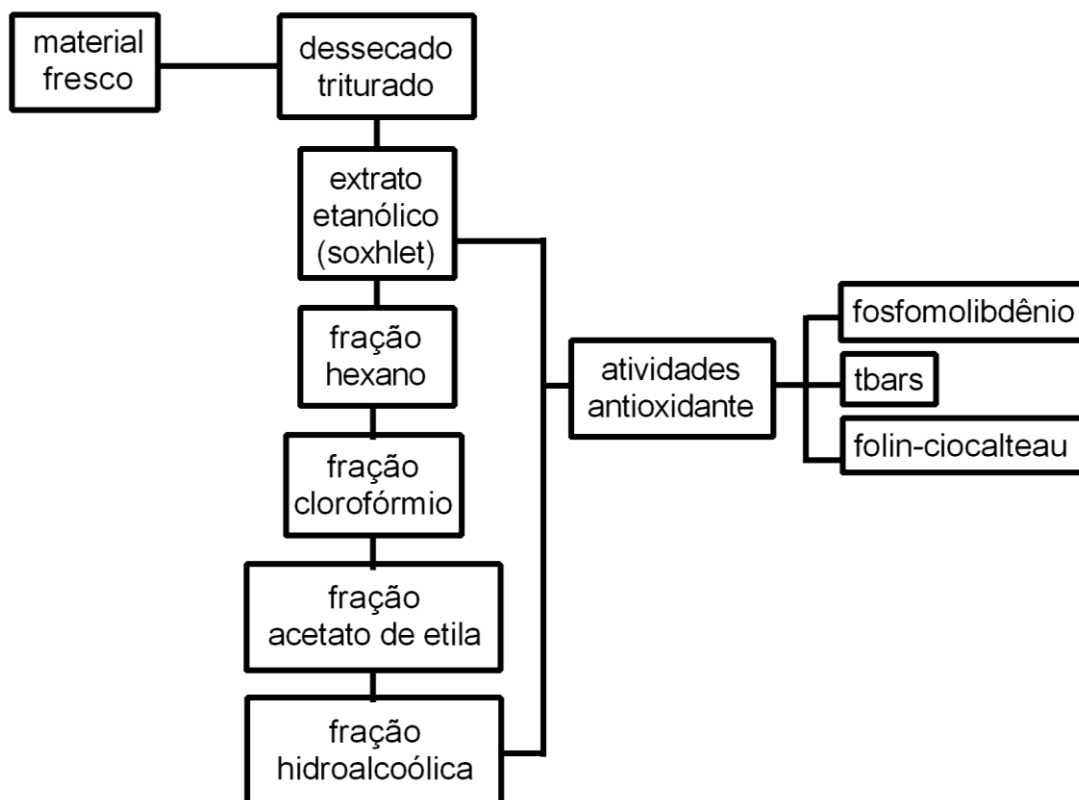 material
fresco
dessecado
triturado
extrato
etanólico
(soxhlet)
fração
hexano
fração
clorofórmio
fração
acetato de etila
fração
hidroalcoólica
atividades
antioxidante
fosfomolibdênio
tbars
folin-ciocalteau